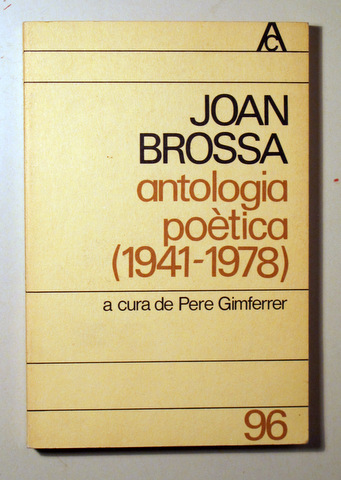 AC
JOAN
BROSSA
antologia
poètica
(1941-1978)
a cura de Pere Gimferrer
96